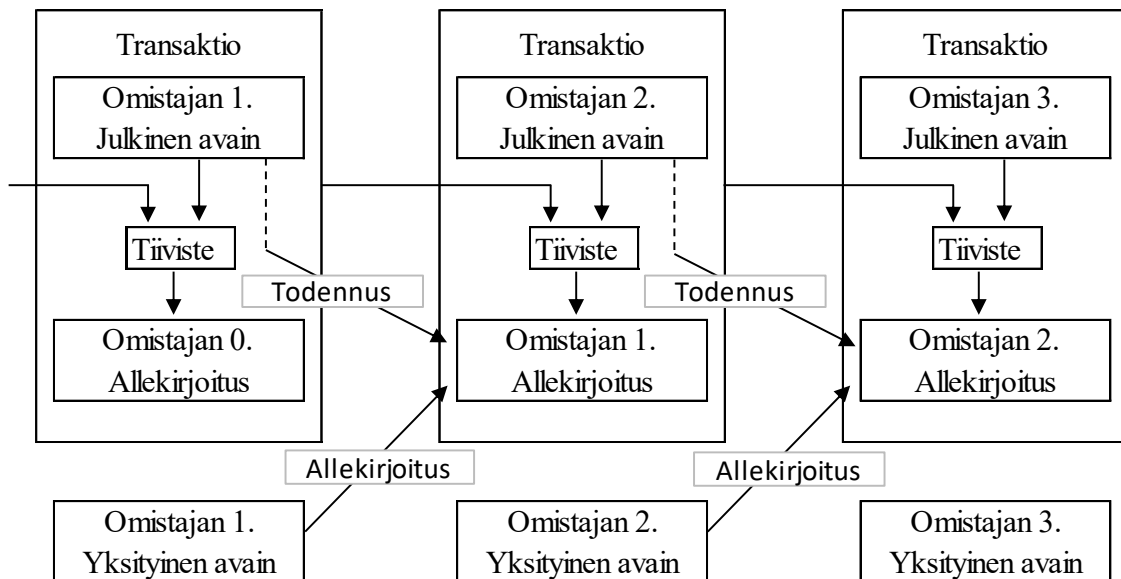 Transaktio
Omistajan 1.
Julkinen avain
Tiiviste
Omistajan 0.
Allekirjoitus
Transaktio
Omistajan 2.
Julkinen avain
Tiiviste
Omistajan 1.
Allekirjoitus
Transaktio
Omistajan 3.
Julkinen avain
Tiiviste
Omistajan 2.
Allekirjoitus
Todennus
Todennus
Allekirjoitus
Allekirjoitus
Omistajan 1.
Yksityinen avain
Omistajan 2.
Yksityinen avain
Omistajan 3.
Yksityinen avain